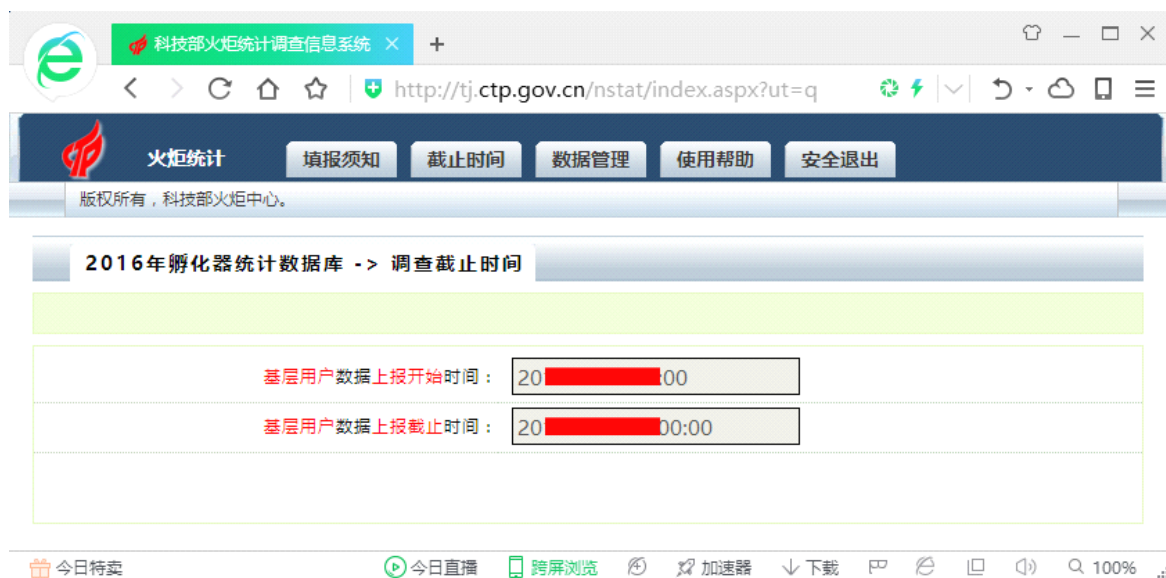 科技部火炬统计调查信息系统
http://tj.ctp.gov.cn/nstat/index.aspx?ut=q
火炬统计 填报须知 截止时间 数据管理 使用帮助 安全退出
版权所有，科技部火炬中心。
2016年孵化器统计数据库 -> 调查截止时间
基层用户数据上报开始时间： 20 :00
基层用户数据上报截止时间： 20 00:00
今日特卖 今日直播 跨屏浏览 加速器 下载 100%